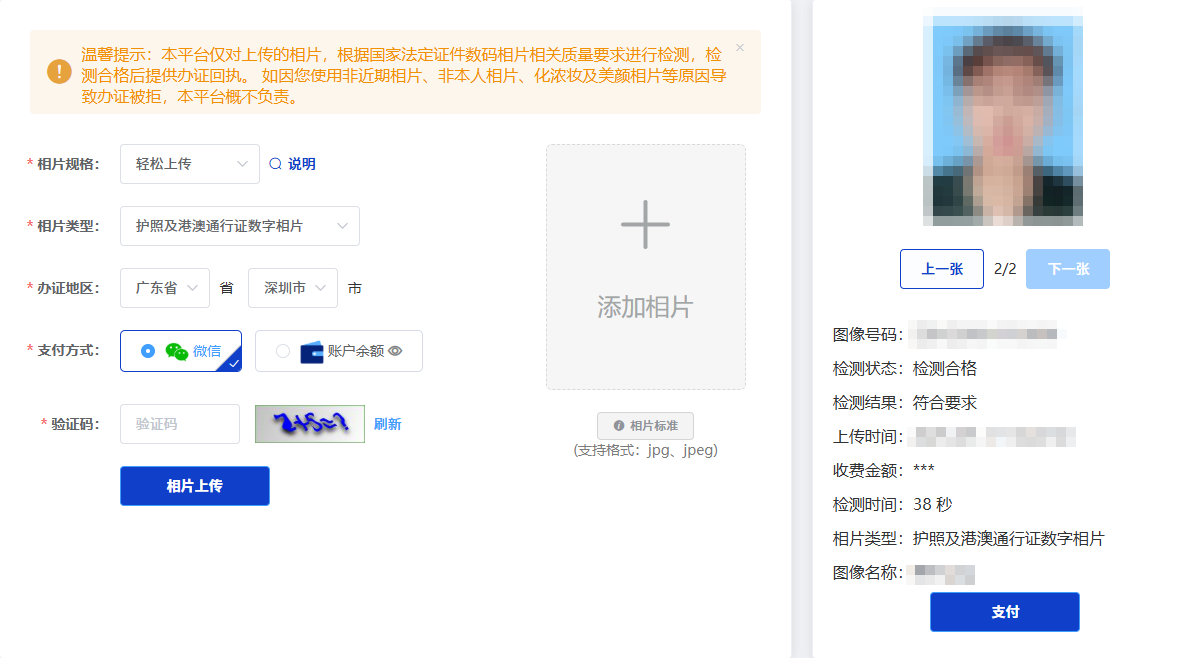 温馨提示：本平台仅对上传的相片，根据国家法定证件数码相片相关质量要求进行检测，检
测合格后提供办证回执。 如因您使用非近期相片、非本人相片、化浓妆及美颜相片等原因导
致办证被拒，本平台概不负责。
* 相片规格： 轻松上传 说明
* 相片类型： 护照及港澳通行证数字相片
* 办证地区： 广东省 省 深圳市 市
* 支付方式： 微信 账户余额
* 验证码： 验证码 刷新
相片上传
添加相片
相片标准
(支持格式：jpg、jpeg)
上一张 2/2 下一张
图像号码：
检测状态：检测合格
检测结果：符合要求
上传时间：
收费金额：***
检测时间：38 秒
相片类型：护照及港澳通行证数字相片
图像名称：
支付